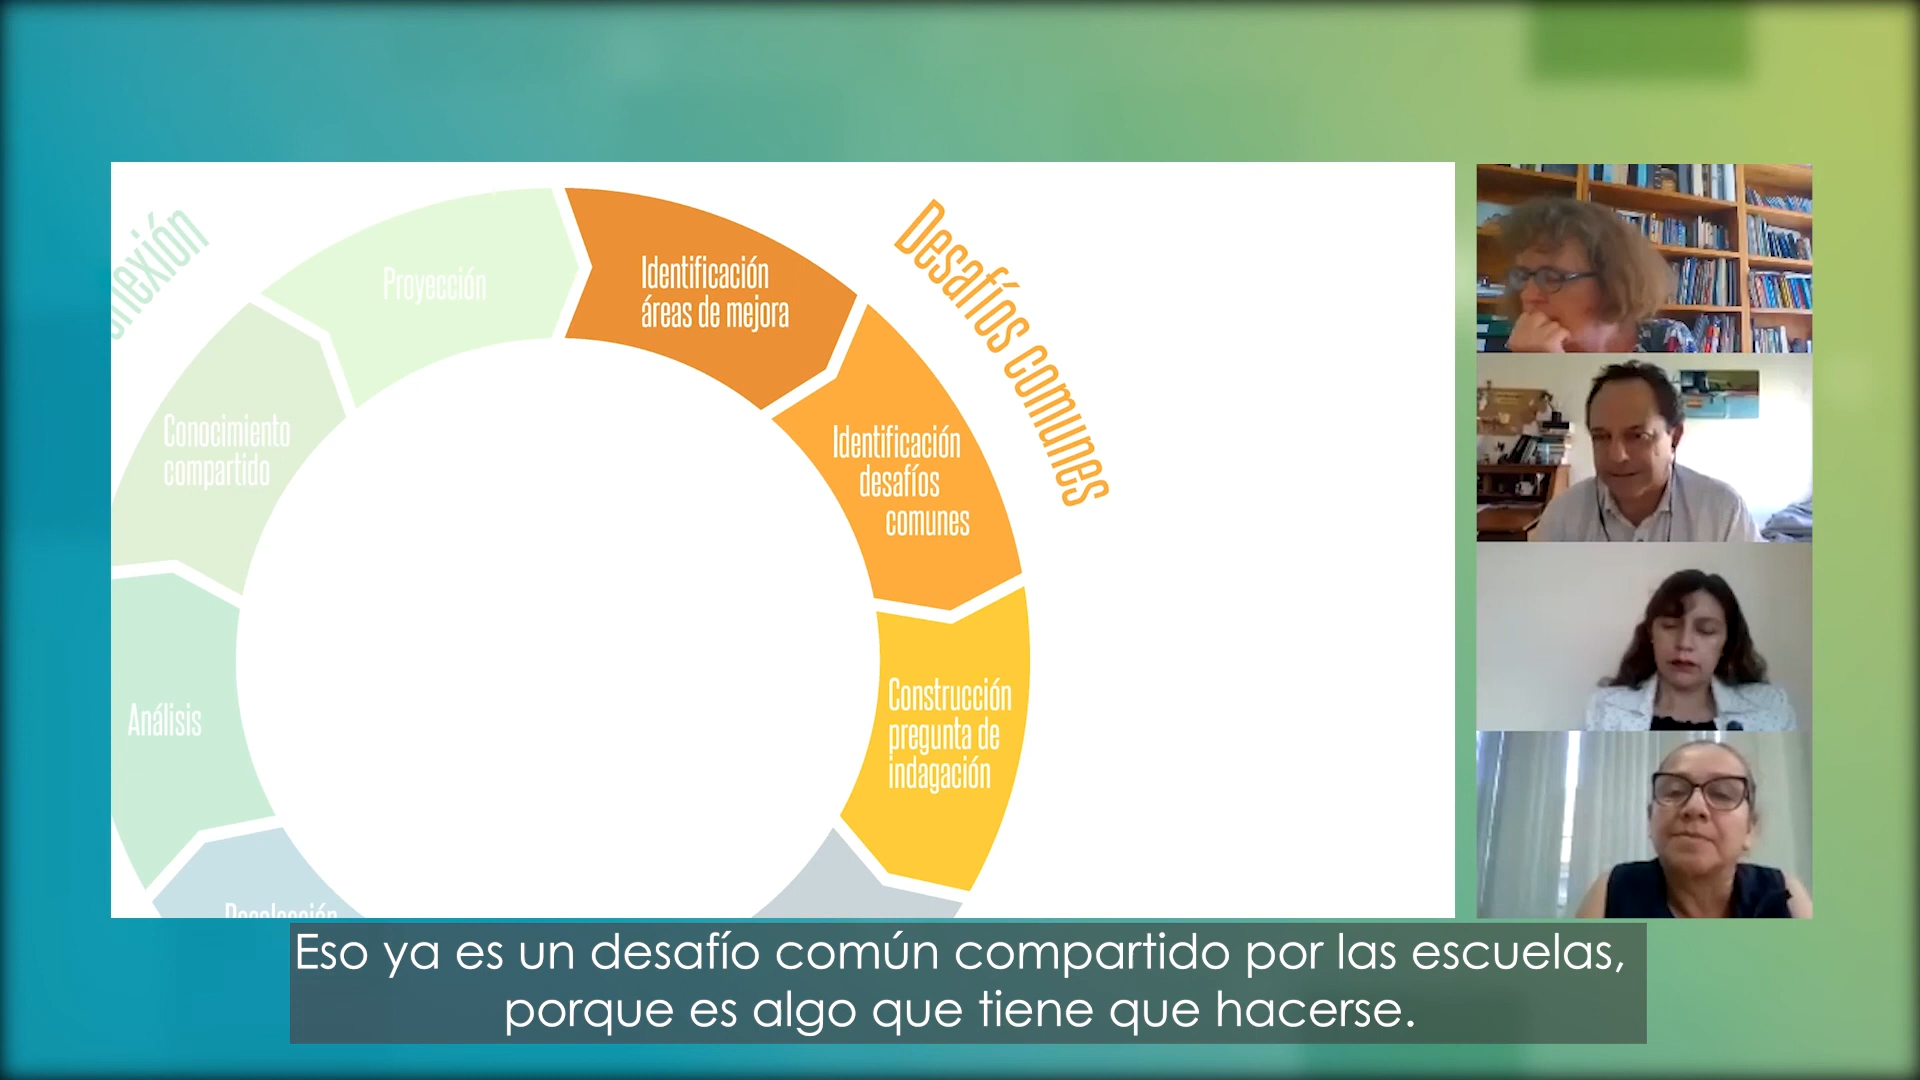 Proyección
Identificación
áreas de mejora
Desafíos comunes
Identificación
desafíos
comunes
Conocimiento
compartido
Construcción
pregunta de
indagación
Análisis
Eso ya es un desafío común compartido por las escuelas,
porque es algo que tiene que hacerse.